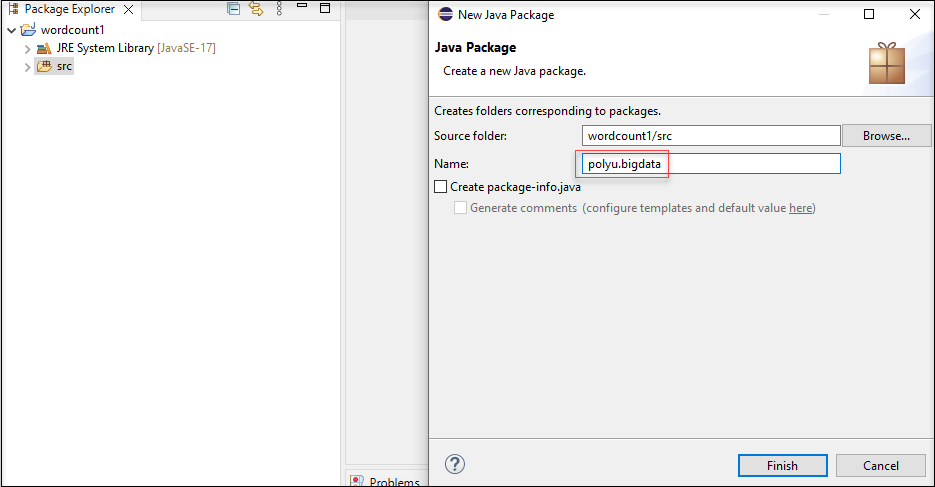 Package Explorer
wordcount1
JRE System Library [JavaSE-17]
src
New Java Package
Java Package
Create a new Java package.
Creates folders corresponding to packages.
Source folder: wordcount1/src Browse...
Name: polyu.bigdata
Create package-info.java
Generate comments (configure templates and default value here)
? Finish Cancel
Problems